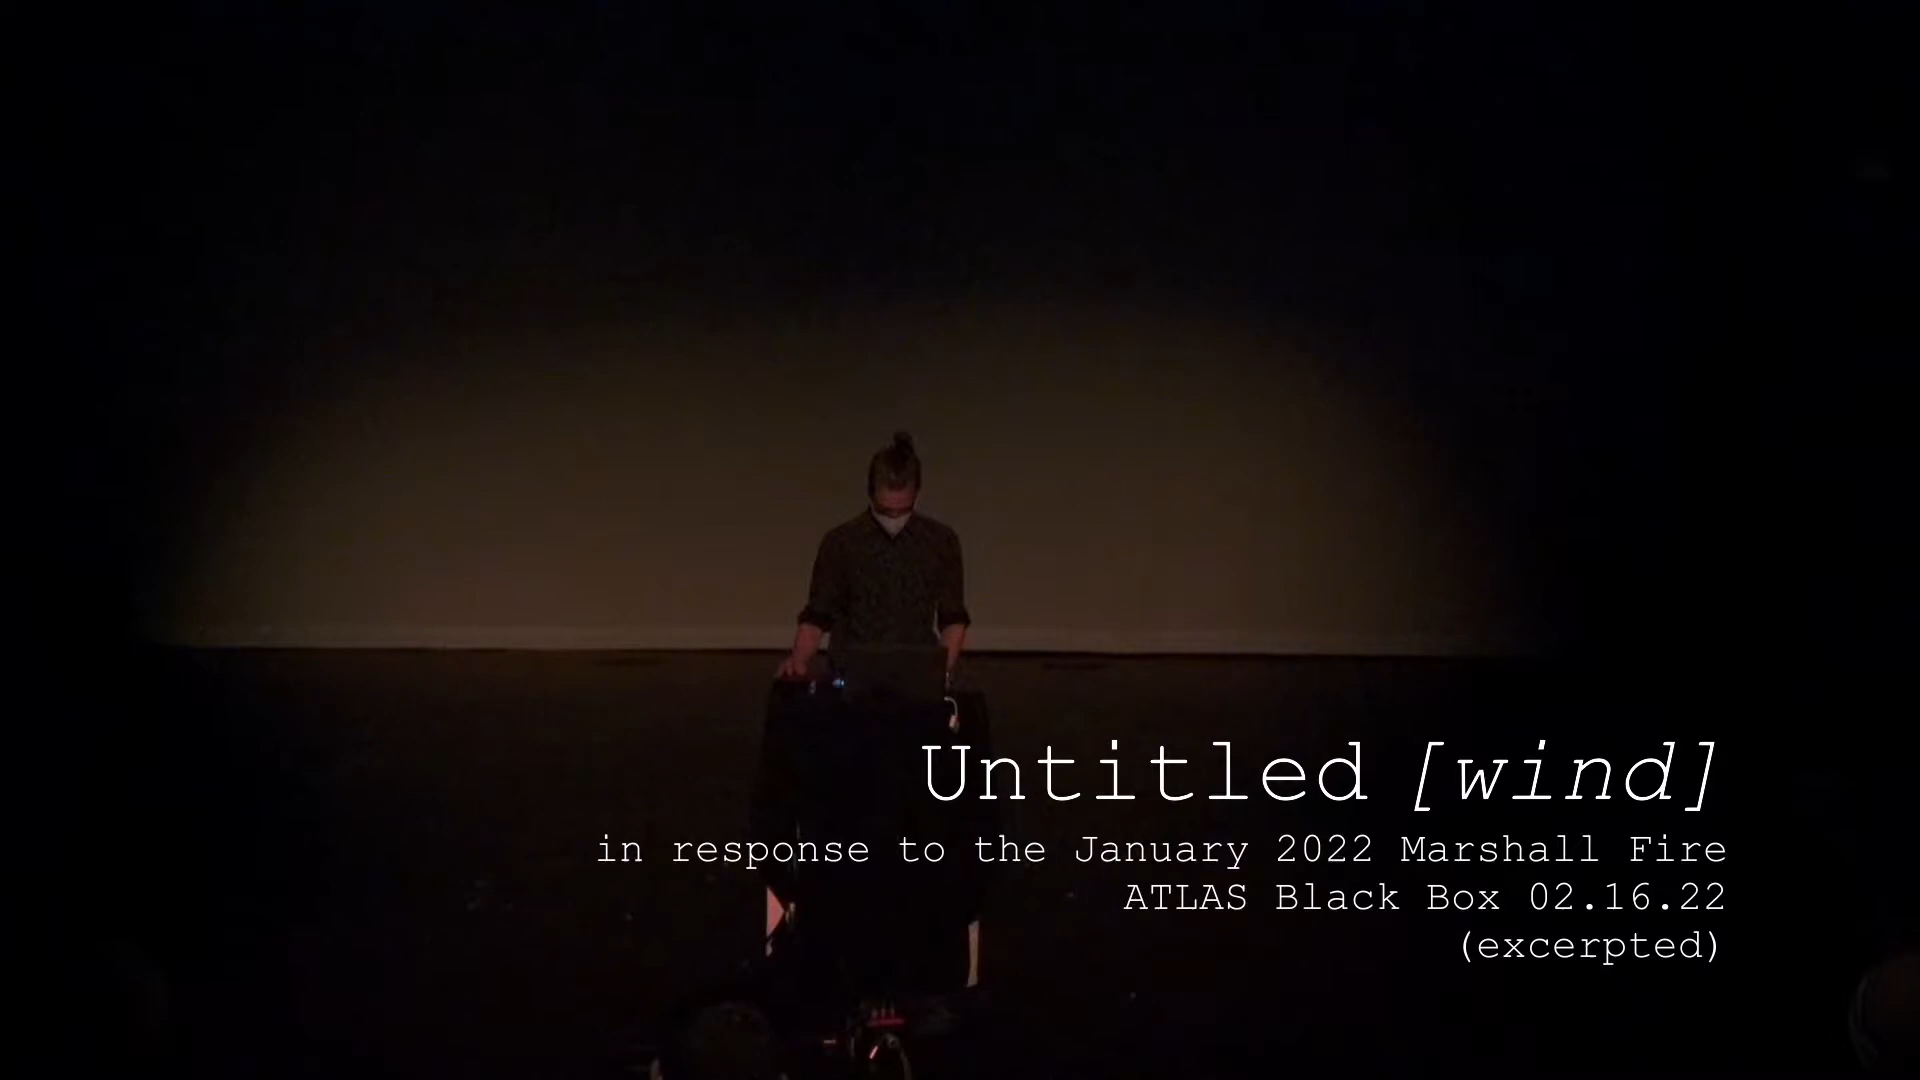 Untitled [wind]
in response to the January 2022 Marshall Fire
ATLAS Black Box 02.16.22
(excerpted)